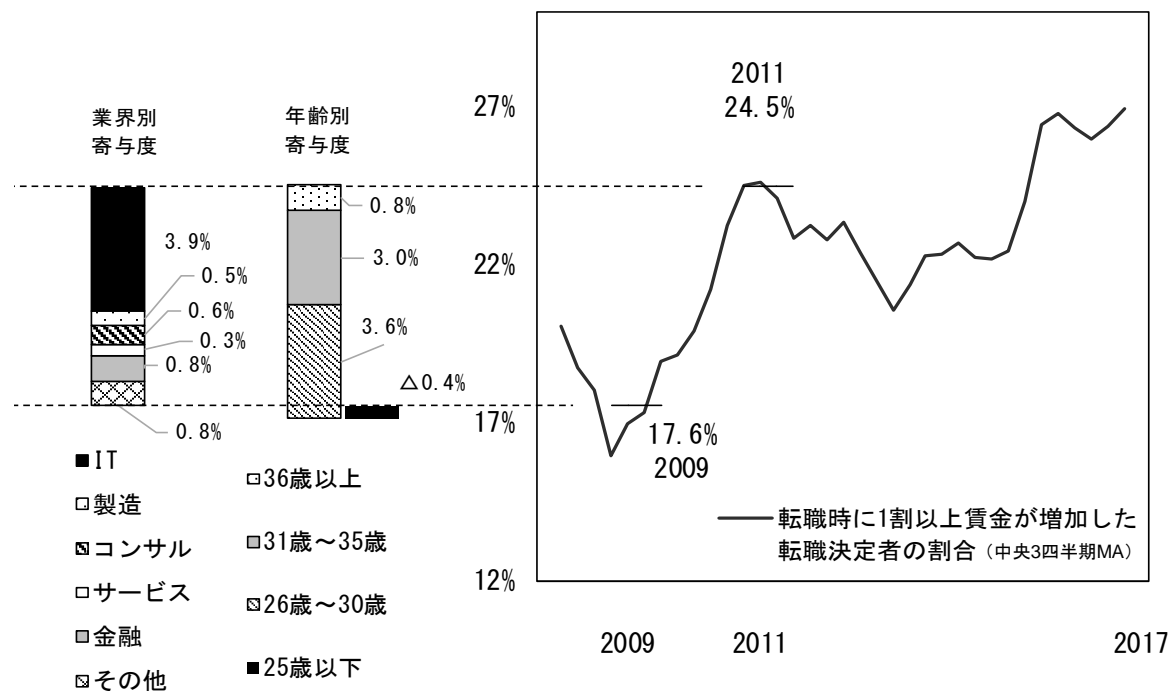 業界別
寄与度
年齢別
寄与度
3.9%
0.5%
0.6%
0.3%
0.8%
0.8%
0.8%
3.0%
3.6%
△0.4%
IT
製造
コンサル
サービス
金融
その他
36歳以上
31歳～35歳
26歳～30歳
25歳以下
27%
22%
17%
12%
2011
24.5%
17.6%
2009
転職時に1割以上賃金が増加した
転職決定者の割合（中央3四半期MA）
2009
2011
2017